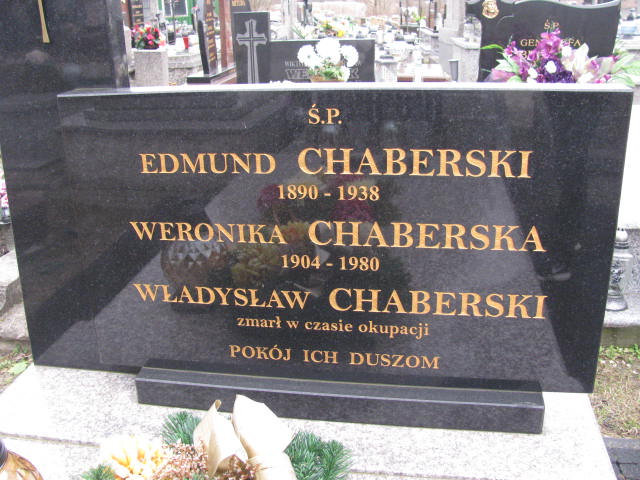 Ś.P.
EDMUND CHABERSKI
1890 - 1938
WERONIKA CHABERSKA
1904 - 1980
WŁADYSŁAW CHABERSKI
zmarł w czasie okupacji
POKÓJ ICH DUSZOM
Ś.P.